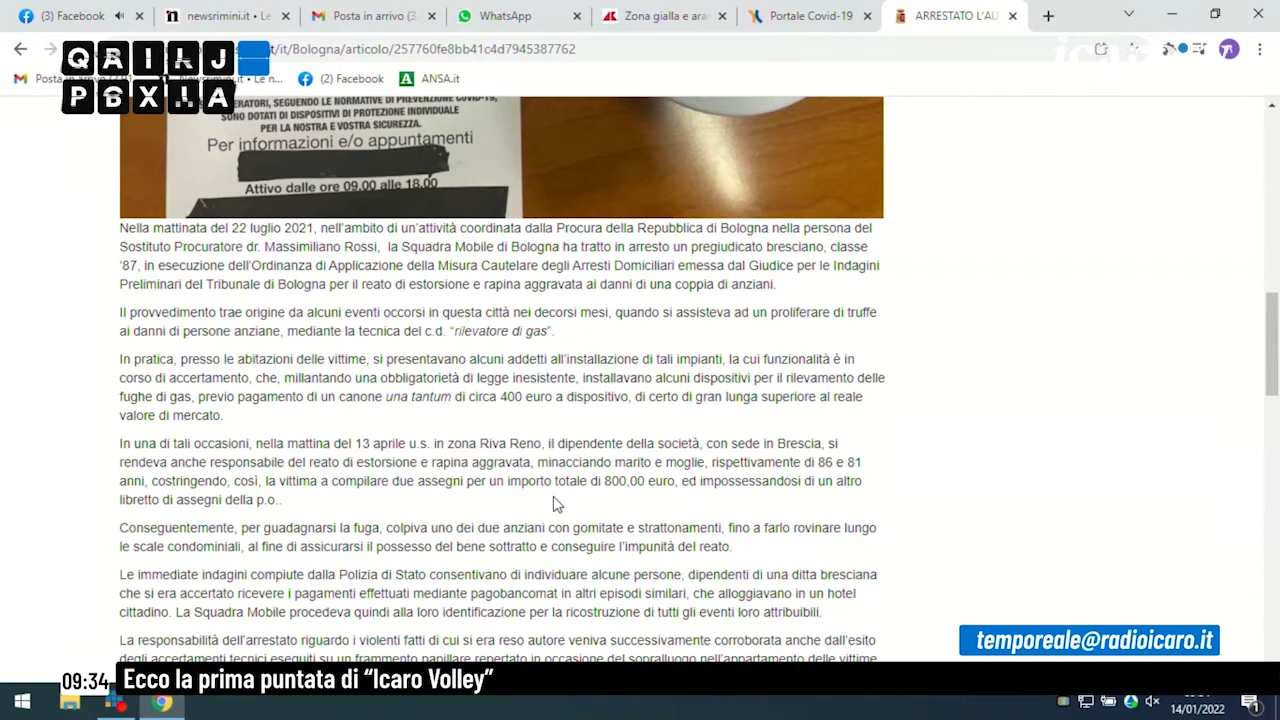 (3) Facebook
newsrimini.it • Le
Posta in arrivo (3
WhatsApp
Zona gialla e arar
Portale Covid-19
ARRESTATO L'AU
t/it/Bologna/articolo/257760fe8bb41c4d7945387762
(2) Facebook
ANSA.it
SONO DOTATI DI DISPOSITIVI DI PROTEZIONE INDIVIDUALE
PER LA NOSTRA E VOSTRA SICUREZZA.
Per informazioni e/o appuntamenti
Attivo dalle ore 09.00 alle 18.00
Nella mattinata del 22 luglio 2021, nell'ambito di un'attività coordinata dalla Procura della Repubblica di Bologna nella persona del
Sostituto Procuratore dr. Massimiliano Rossi, la Squadra Mobile di Bologna ha tratto in arresto un pregiudicato bresciano, classe
'87, in esecuzione dell'Ordinanza di Applicazione della Misura Cautelare degli Arresti Domiciliari emessa dal Giudice per le Indagini
Preliminari del Tribunale di Bologna per il reato di estorsione e rapina aggravata ai danni di una coppia di anziani.
Il provvedimento trae origine da alcuni eventi occorsi in questa città nei decorsi mesi, quando si assisteva ad un proliferare di truffe
ai danni di persone anziane, mediante la tecnica del c.d. “rilevatore di gas”.
In pratica, presso le abitazioni delle vittime, si presentavano alcuni addetti all'installazione di tali impianti, la cui funzionalità è in
corso di accertamento, che, millantando una obbligatorietà di legge inesistente, installavano alcuni dispositivi per il rilevamento delle
fughe di gas, previo pagamento di un canone una tantum di circa 400 euro a dispositivo, di certo di gran lunga superiore al reale
valore di mercato.
In una di tali occasioni, nella mattina del 13 aprile u.s. in zona Riva Reno, il dipendente della società, con sede in Brescia, si
rendeva anche responsabile del reato di estorsione e rapina aggravata, minacciando marito e moglie, rispettivamente di 86 e 81
anni, costringendo, così, la vittima a compilare due assegni per un importo totale di 800,00 euro, ed impossessandosi di un altro
libretto di assegni della p.o..
Conseguentemente, per guadagnarsi la fuga, colpiva uno dei due anziani con gomitate e strattonamenti, fino a farlo rovinare lungo
le scale condominiali, al fine di assicurarsi il possesso del bene sottratto e conseguire l'impunità del reato.
Le immediate indagini compiute dalla Polizia di Stato consentivano di individuare alcune persone, dipendenti di una ditta bresciana
che si era accertato ricevere i pagamenti effettuati mediante pagobancomat in altri episodi similari, che alloggiavano in un hotel
cittadino. La Squadra Mobile procedeva quindi alla loro identificazione per la ricostruzione di tutti gli eventi loro attribuibili.
La responsabilità dell'arrestato riguardo i violenti fatti di cui si era reso autore veniva successivamente corroborata anche dall'esito
degli accertamenti tecnici eseguiti su un frammento papillare repertato in occasione del sopralluogo nell'appartamento delle vittime
temporeale@radioicaro.it
09:34 Ecco la prima puntata di “Icaro Volley”
14/01/2022